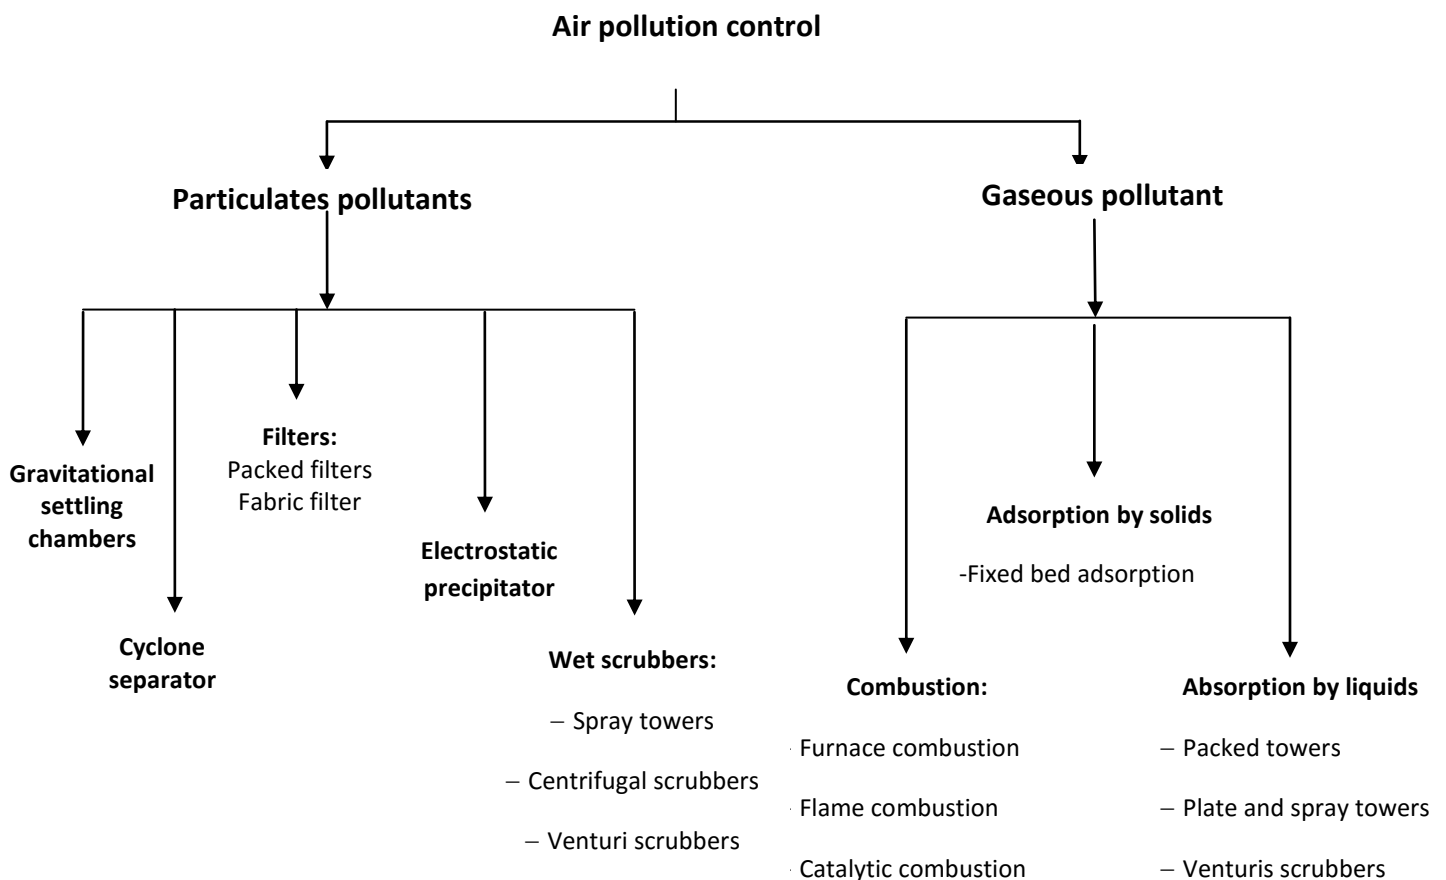 Air pollution control
Particulates pollutants
Gaseous pollutant
Gravitational
settling
chambers
Cyclone
separator
Filters:
Packed filters
Fabric filter
Electrostatic
precipitator
Wet scrubbers:
– Spray towers
– Centrifugal scrubbers
– Venturi scrubbers
Combustion:
· Furnace combustion
· Flame combustion
· Catalytic combustion
Adsorption by solids
-Fixed bed adsorption
Absorption by liquids
– Packed towers
– Plate and spray towers
– Venturis scrubbers